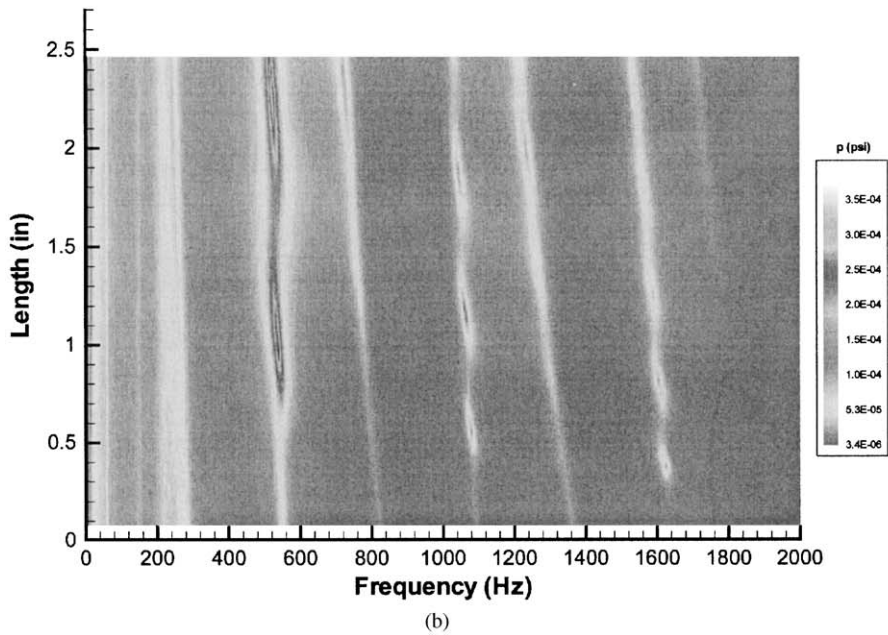 2.5
2
1.5
1
0.5
0
Length (in)
0 200 400 600 800 1000 1200 1400 1600 1800 2000
Frequency (Hz)
p (psi)
3.5E-04
3.0E-04
2.5E-04
2.0E-04
1.5E-04
1.0E-04
5.3E-05
3.4E-06
(b)